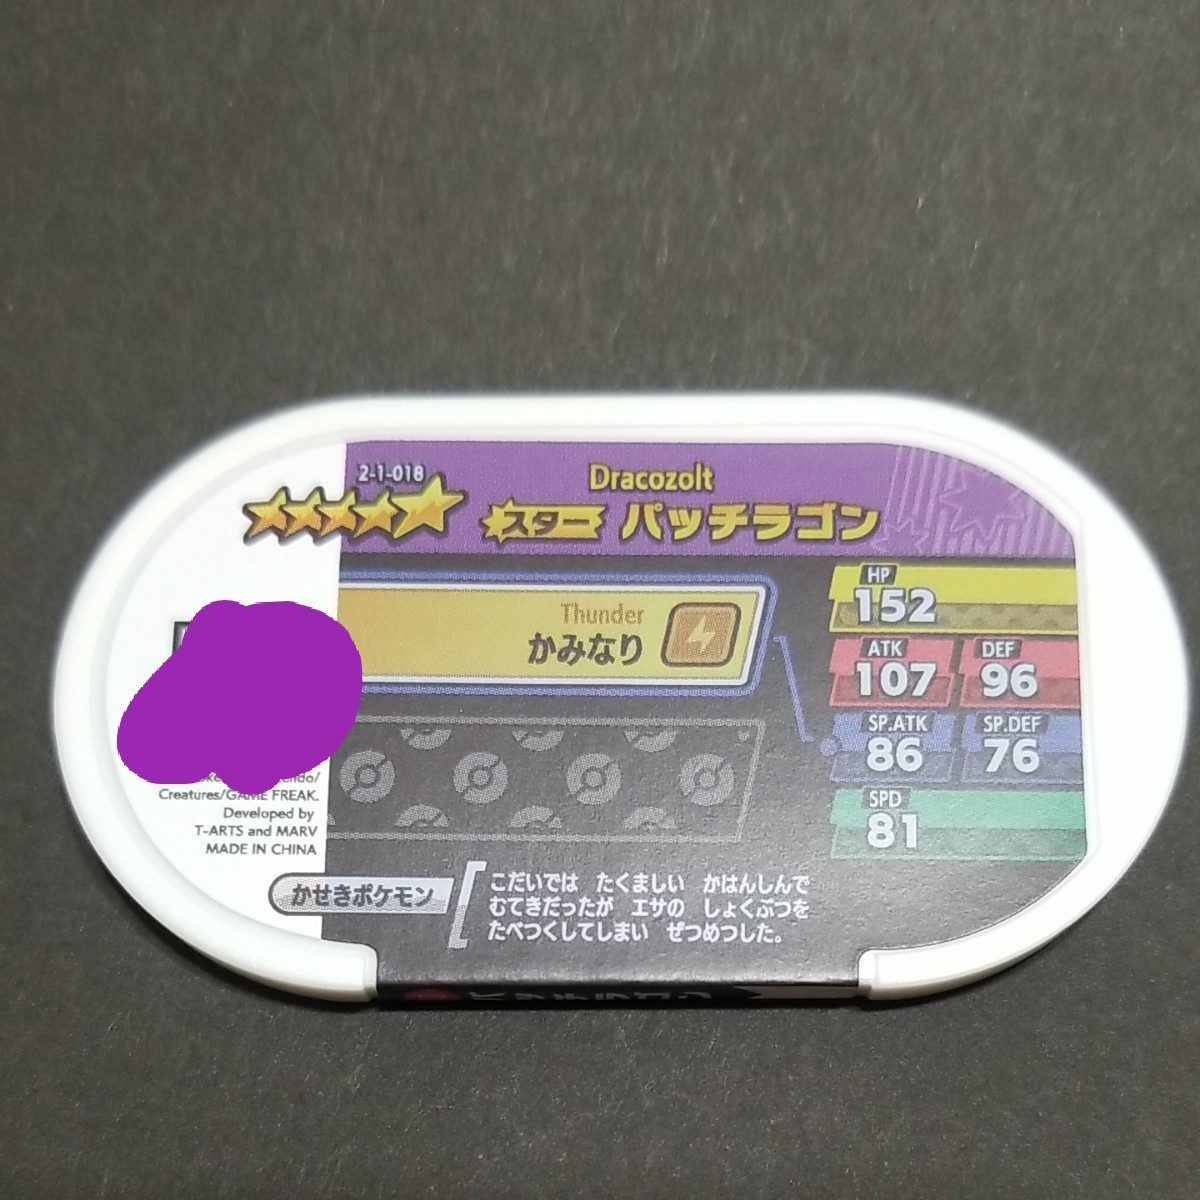 2-1-018
Dracozolt
スター パッチラゴン
Thunder
かみなり
HP
152
ATK
107
DEF
96
SP.ATK
86
SP.DEF
76
SPD
81
Creatures/GAME FREAK.
Developed by
T-ARTS and MARV
MADE IN CHINA
かせきポケモン
こだいでは たくましい かはんしんで
むてきだったが エサの しょくぶつを
たべつくしてしまい ぜつめつした。